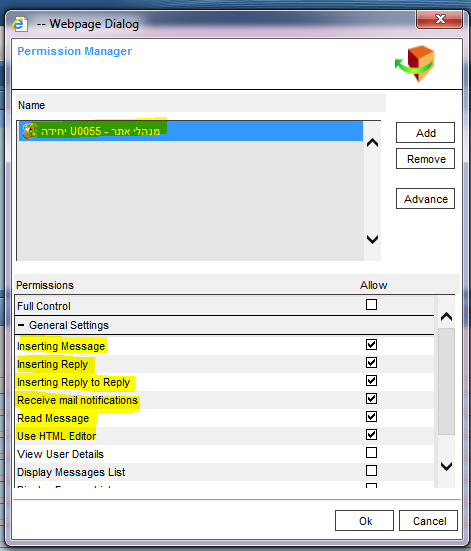 -- Webpage Dialog
Permission Manager
Name
יחידה U0055 - מנהלי אתר
Add
Remove
Advance
Permissions Allow
Full Control
General Settings
Inserting Message
Inserting Reply
Inserting Reply to Reply
Receive mail notifications
Read Message
Use HTML Editor
View User Details
Display Messages List
Ok Cancel